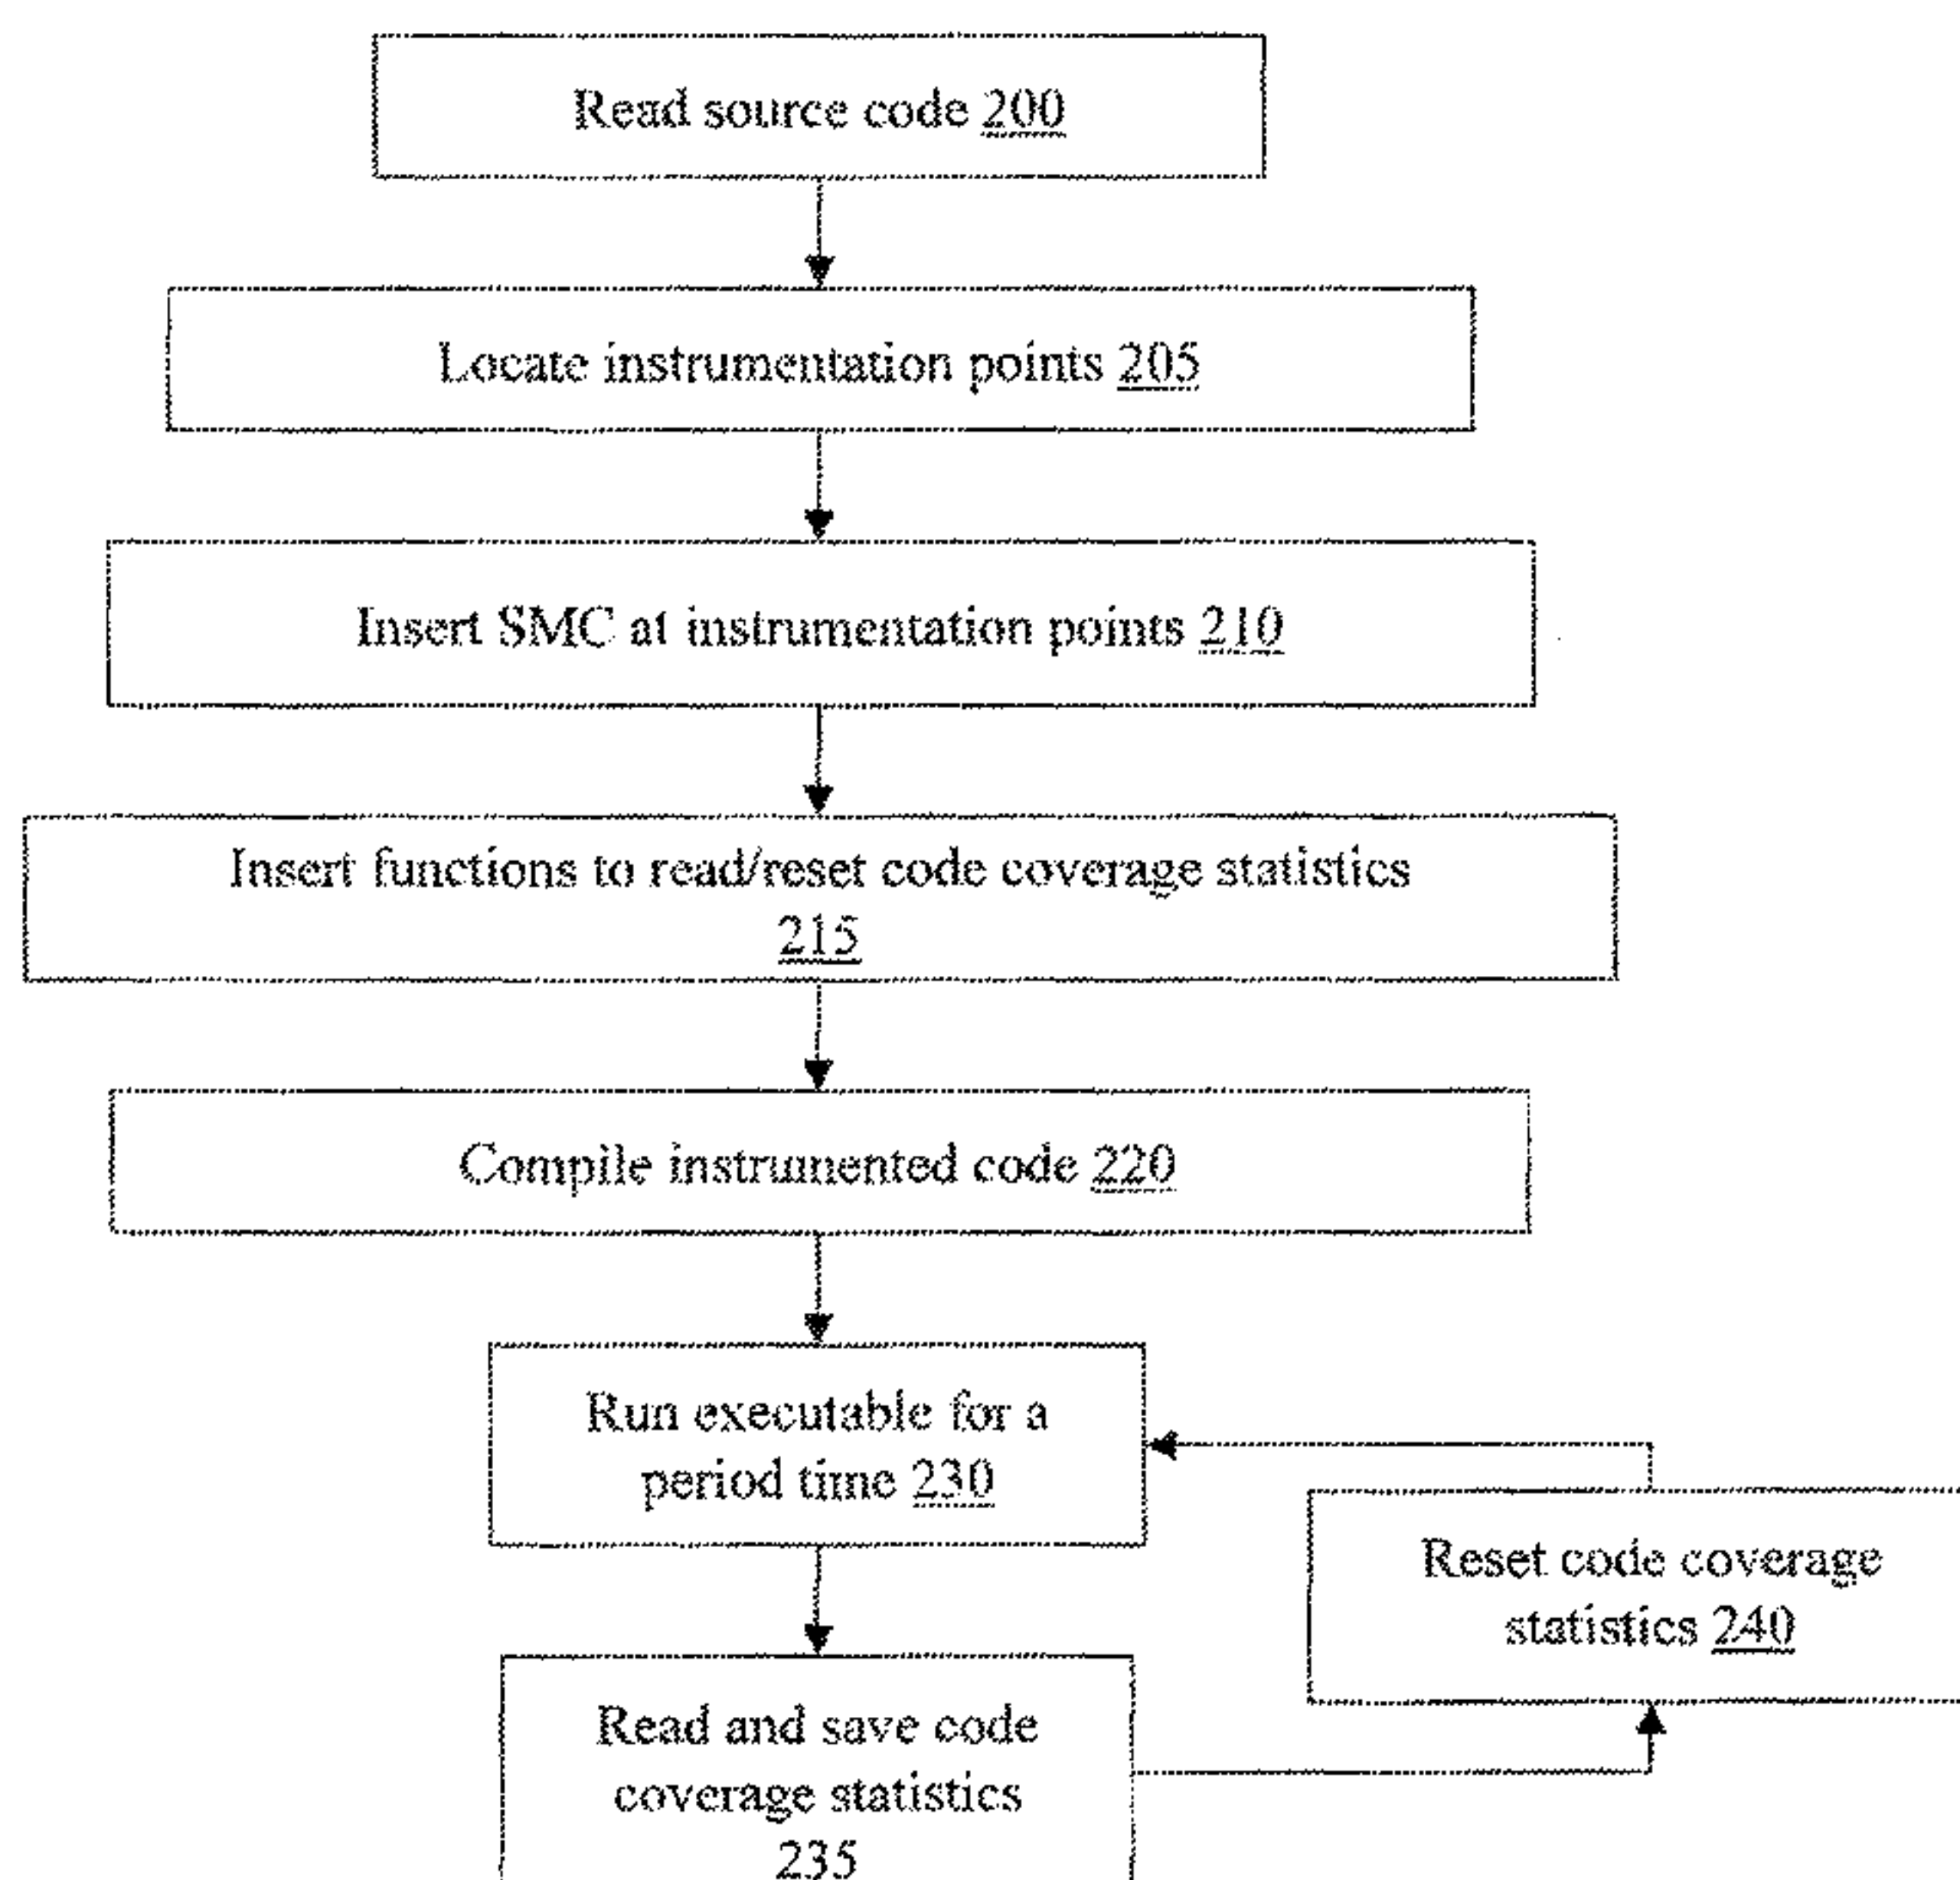 Read source code 200
Locate instrumentation points 205
Insert SMC at instrumentation points 210
Insert functions to read/reset code coverage statistics
215
Compile instrumented code 220
Run executable for a
period time 230
Reset code coverage
statistics 240
Read and save code
coverage statistics
235